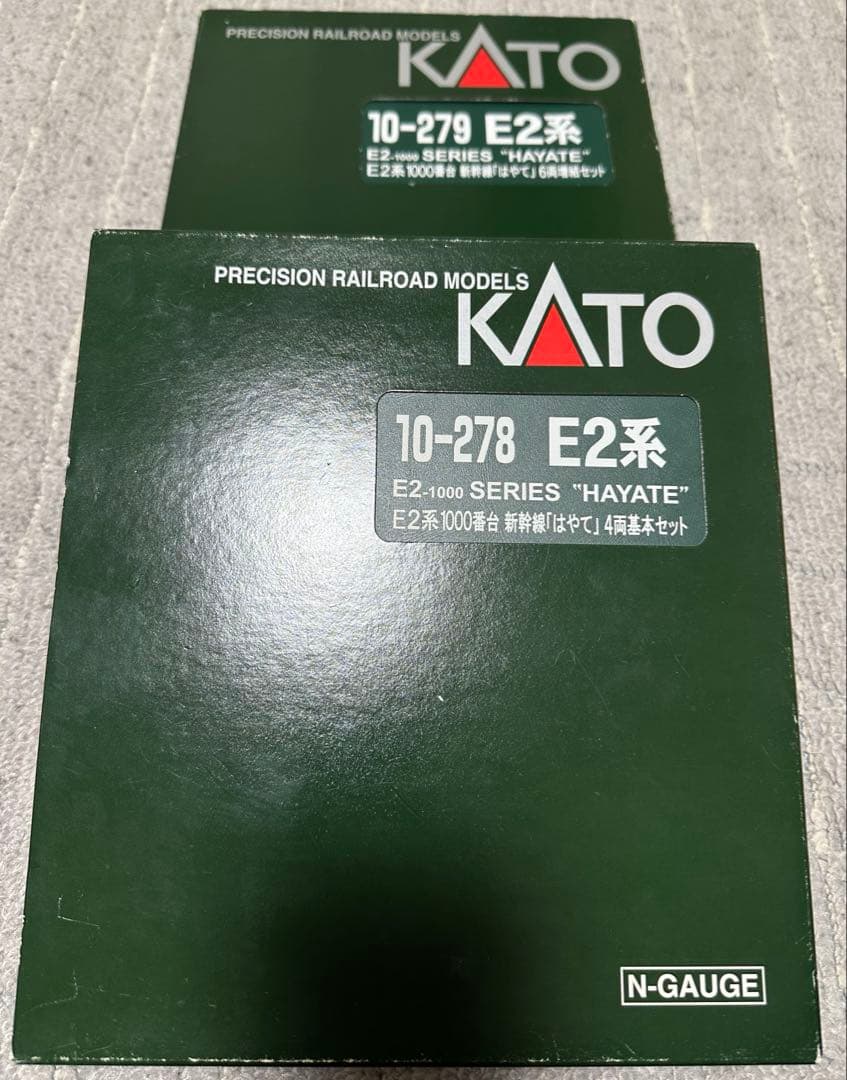 PRECISION RAILROAD MODELS
KATO
10-279 E2系
E2-1000 SERIES "HAYATE"
E2系1000番台 新幹線「はやて」6両増結セット
PRECISION RAILROAD MODELS
KATO
10-278 E2系
E2-1000 SERIES "HAYATE"
E2系1000番台 新幹線「はやて」4両基本セット
N-GAUGE